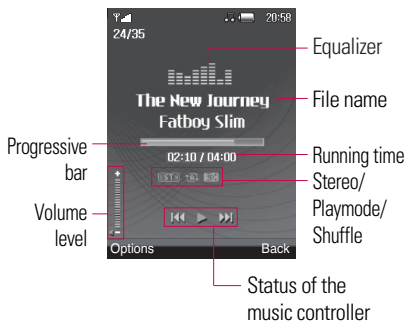 20:58
24/35
Equalizer
The New Journey
File name
Fatboy Slim
Progressive
bar
02:10 / 04:00
Running time
Stereo/
Playmode/
Shuffle
Volume
level
Options
Back
Status of the
music controller